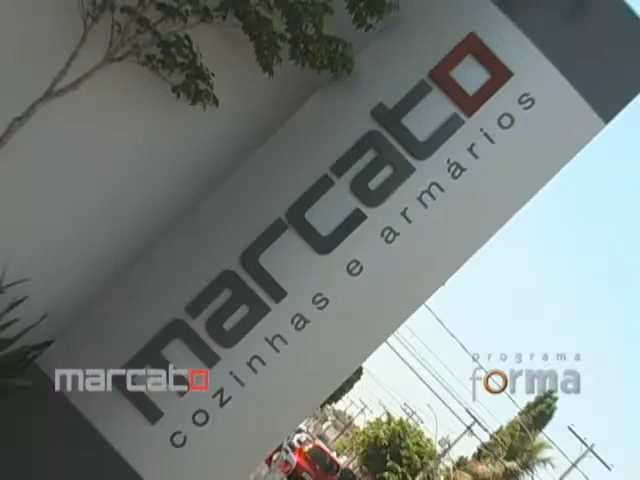 marcato
cozinhas e armários
marcato
programa
forma